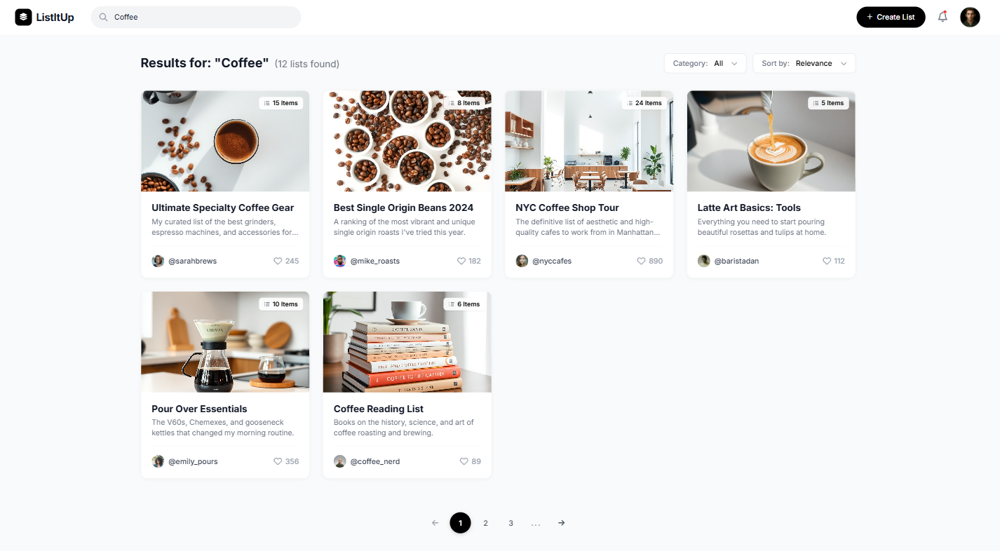 ListItUp
Coffee
+ Create List
Results for: "Coffee" (12 lists found)
Category: All
Sort by: Relevance
15 Items
8 Items
24 Items
5 Items
Ultimate Specialty Coffee Gear
My curated list of the best grinders,
espresso machines, and accessories for...
@sarahbrews
245
Best Single Origin Beans 2024
A ranking of the most vibrant and unique
single origin roasts I've tried this year.
@mike_roasts
182
NYC Coffee Shop Tour
The definitive list of aesthetic and high-
quality cafes to work from in Manhattan...
@nyccafes
890
Latte Art Basics: Tools
Everything you need to start pouring
beautiful rosettas and tulips at home.
@baristadan
112
10 Items
6 Items
Pour Over Essentials
The V60s, Chemexes, and gooseneck
kettles that changed my morning routine.
@emily_pours
356
Coffee Reading List
Books on the history, science, and art of
coffee roasting and brewing.
@coffee_nerd
89
← 1 2 3 ... →